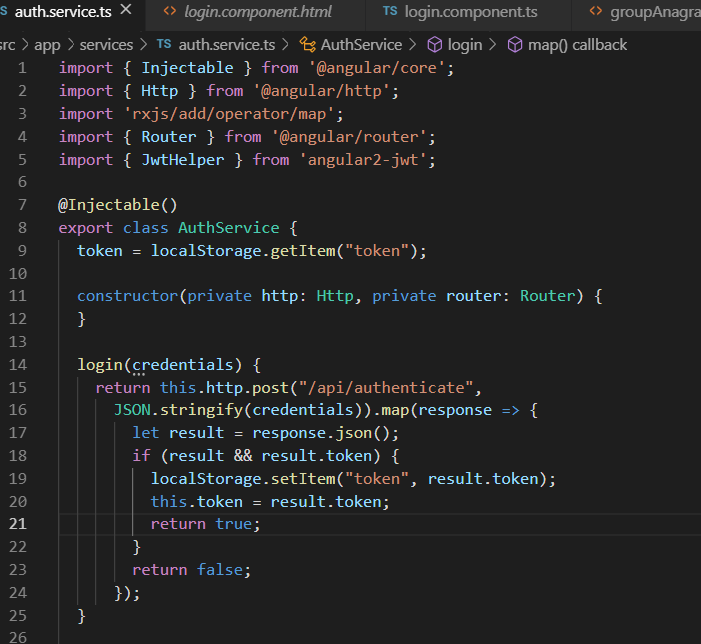 auth.service.ts login.component.html TS login.component.ts groupAnagra
src > app > services > TS auth.service.ts > AuthService > login > map() callback
1 import { Injectable } from '@angular/core';
2 import { Http } from '@angular/http';
3 import 'rxjs/add/operator/map';
4 import { Router } from '@angular/router';
5 import { JwtHelper } from 'angular2-jwt';
6
7 @Injectable()
8 export class AuthService {
9 token = localStorage.getItem("token");
10
11 constructor(private http: Http, private router: Router) {
12 }
13
14 login(credentials) {
15 return this.http.post("/api/authenticate",
16 JSON.stringify(credentials)).map(response => {
17 let result = response.json();
18 if (result && result.token) {
19 localStorage.setItem("token", result.token);
20 this.token = result.token;
21 return true;
22 }
23 return false;
24 });
25 }
26